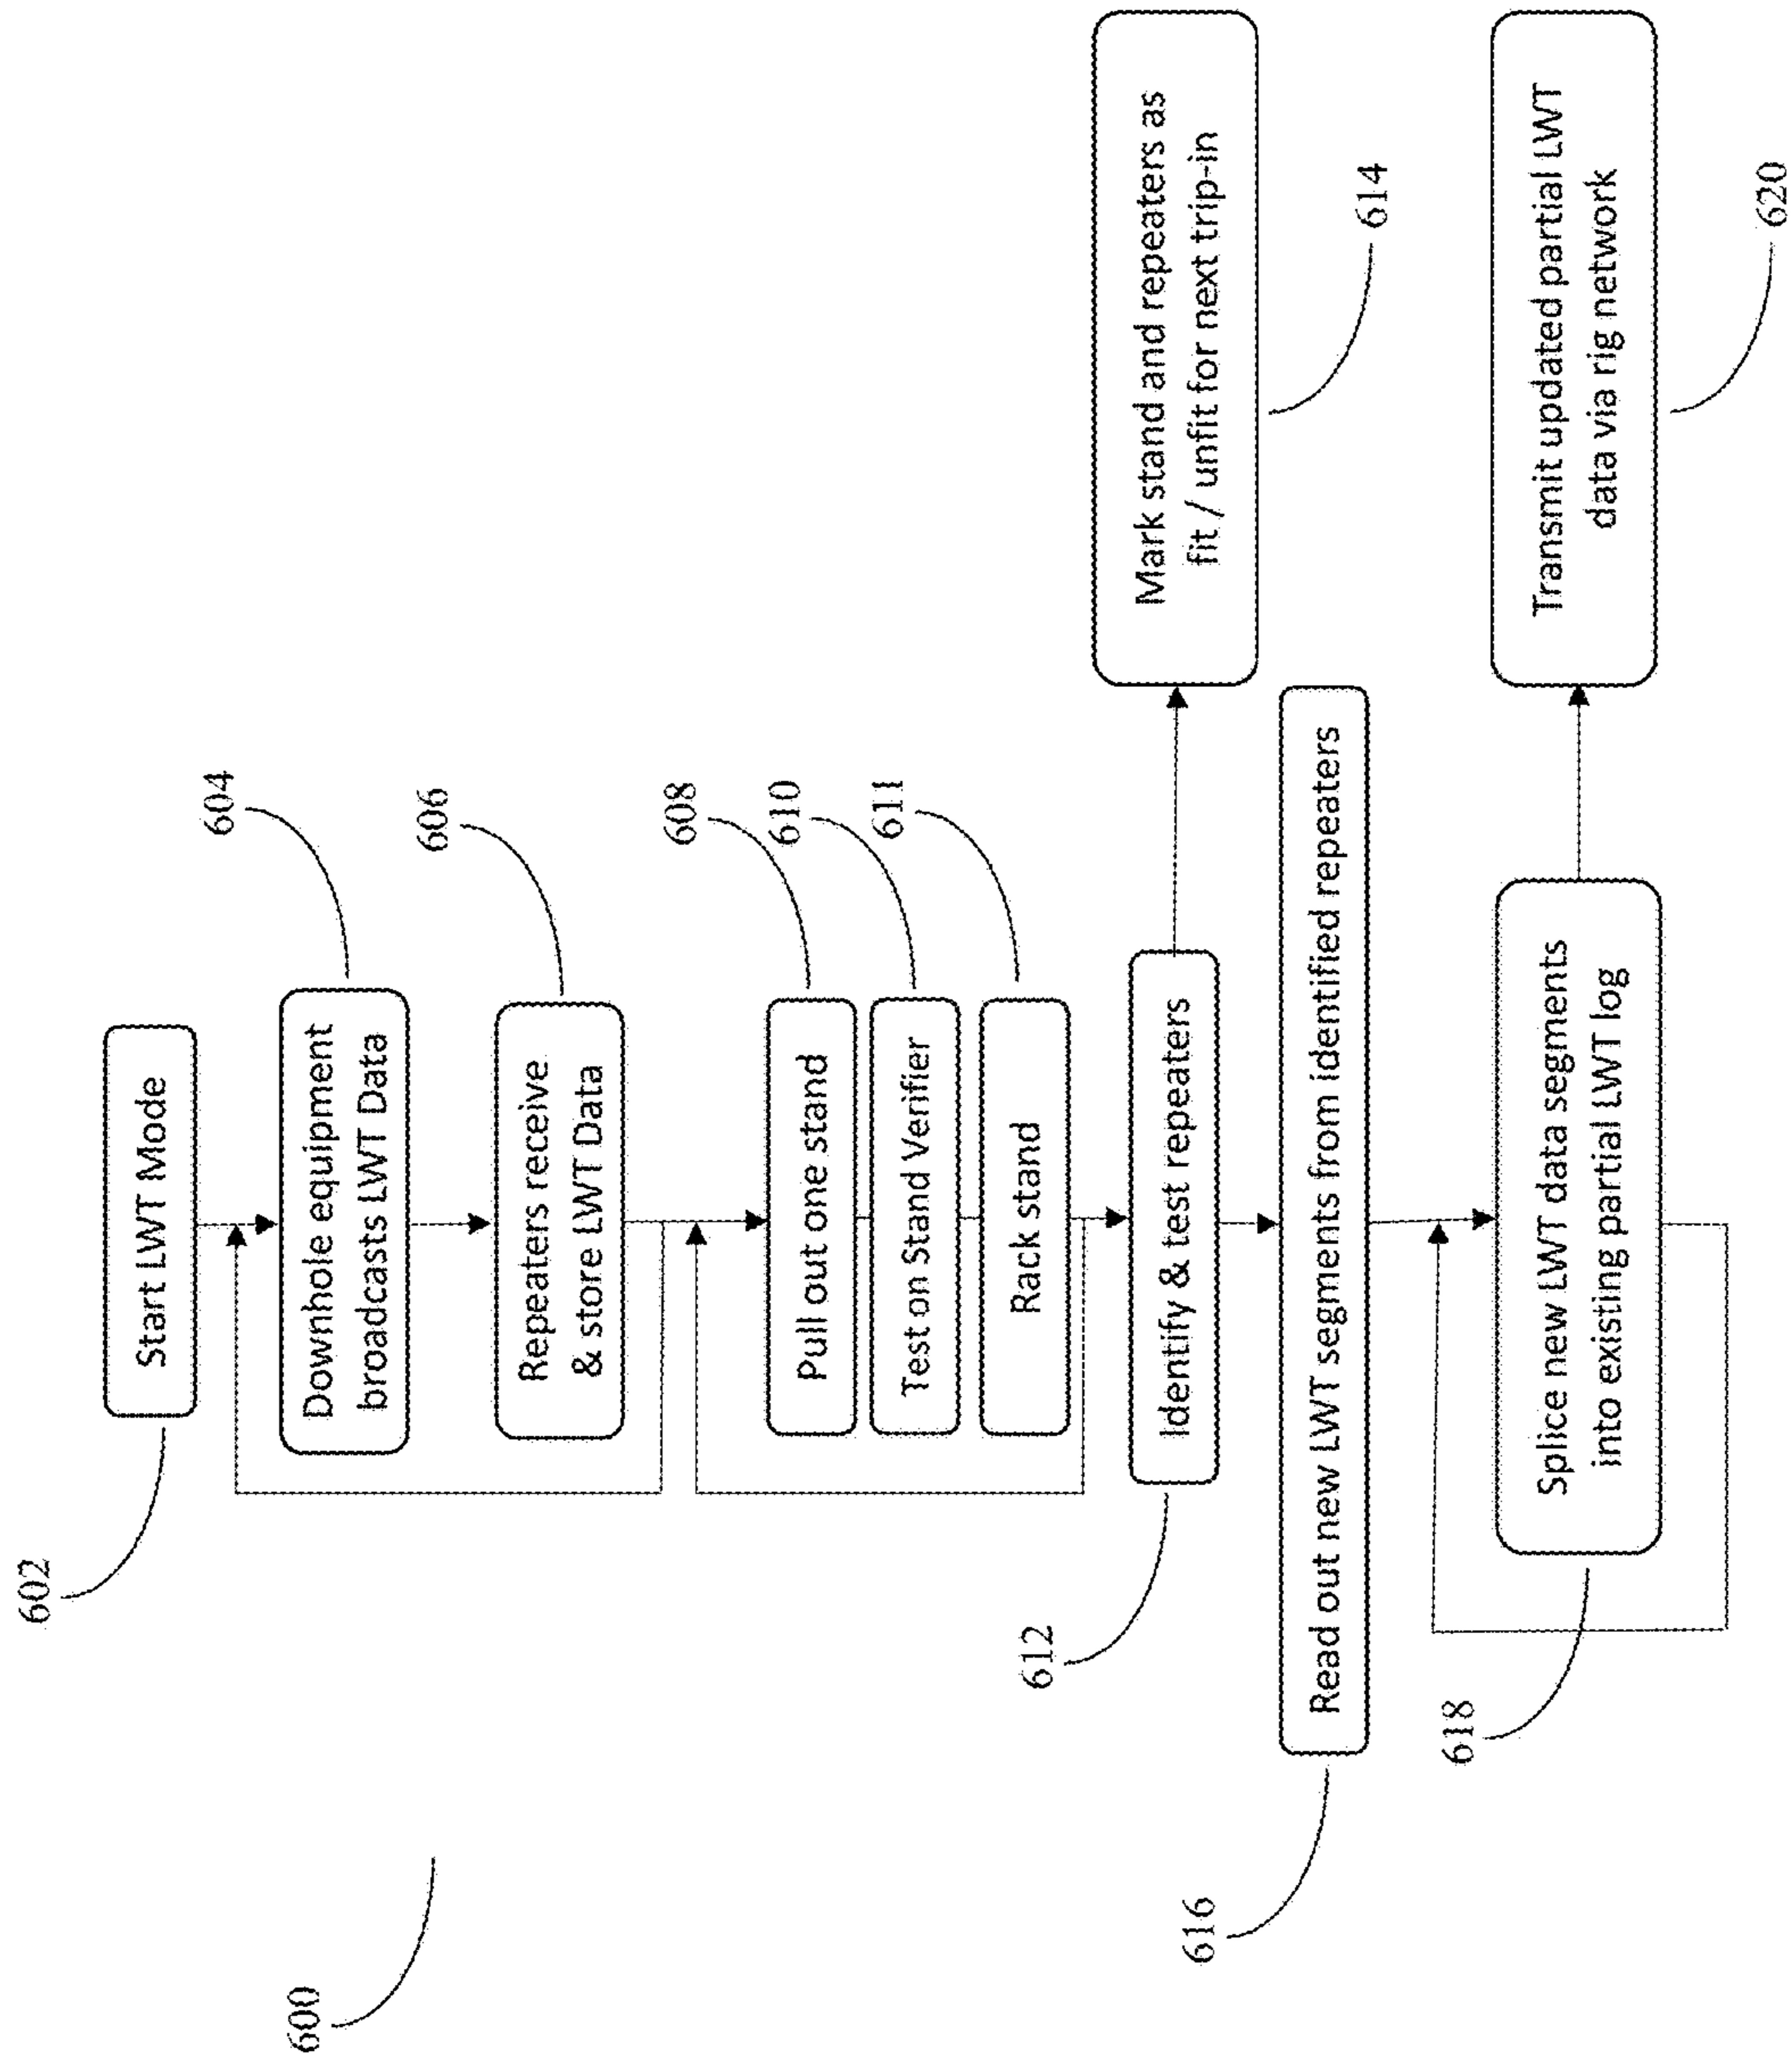 600
602
Start LWT Mode
604
Downhole equipment
broadcasts LWT Data
606
Repeaters receive
& store LWT Data
608
Pull out one stand
610
Test on Stand Verifier
611
Rack stand
612
Identify & test repeaters
Mark stand and repeaters as
fit / unfit for next trip-in
614
616
Read out new LWT segments from identified repeaters
618
Splice new LWT data segments
into existing partial LWT log
Transmit updated partial LWT
data via rig network
620